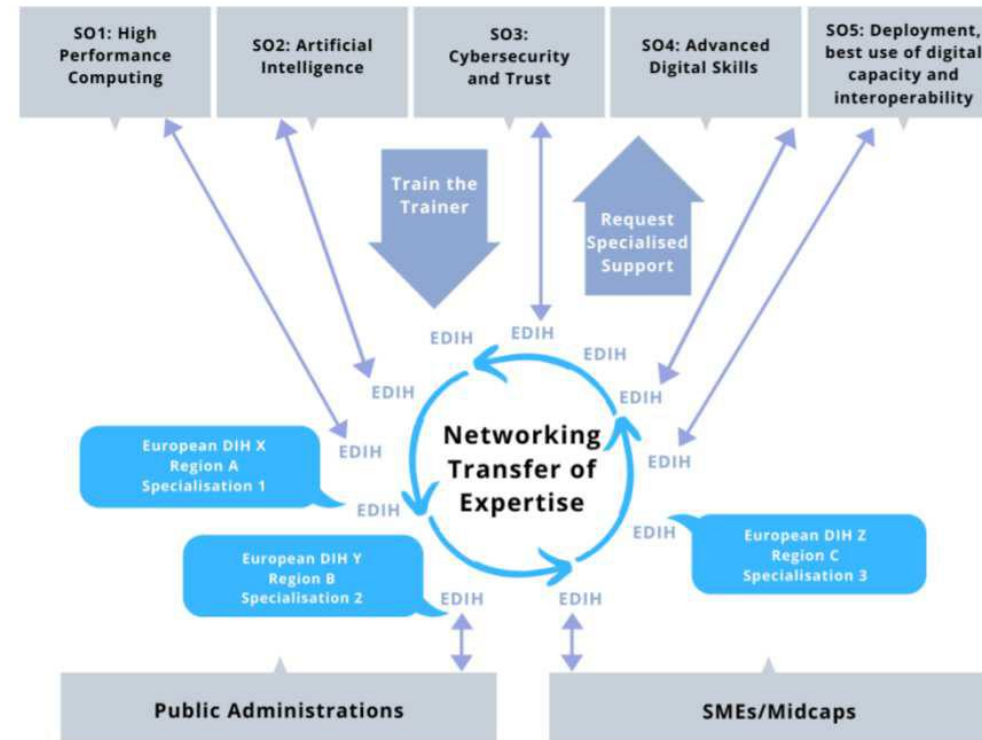 SO1: High
Performance
Computing
SO2: Artificial
Intelligence
SO3:
Cybersecurity
and Trust
SO4: Advanced
Digital Skills
SO5: Deployment,
best use of digital
capacity and
interoperability
Train the
Trainer
Request
Specialised
Support
EDIH
EDIH
EDIH
EDIH
EDIH
EDIH
EDIH
EDIH
EDIH
EDIH
EDIH
Networking
Transfer of
Expertise
European DIH X
Region A
Specialisation 1
European DIH Y
Region B
Specialisation 2
European DIH Z
Region C
Specialisation 3
Public Administrations
SMEs/Midcaps